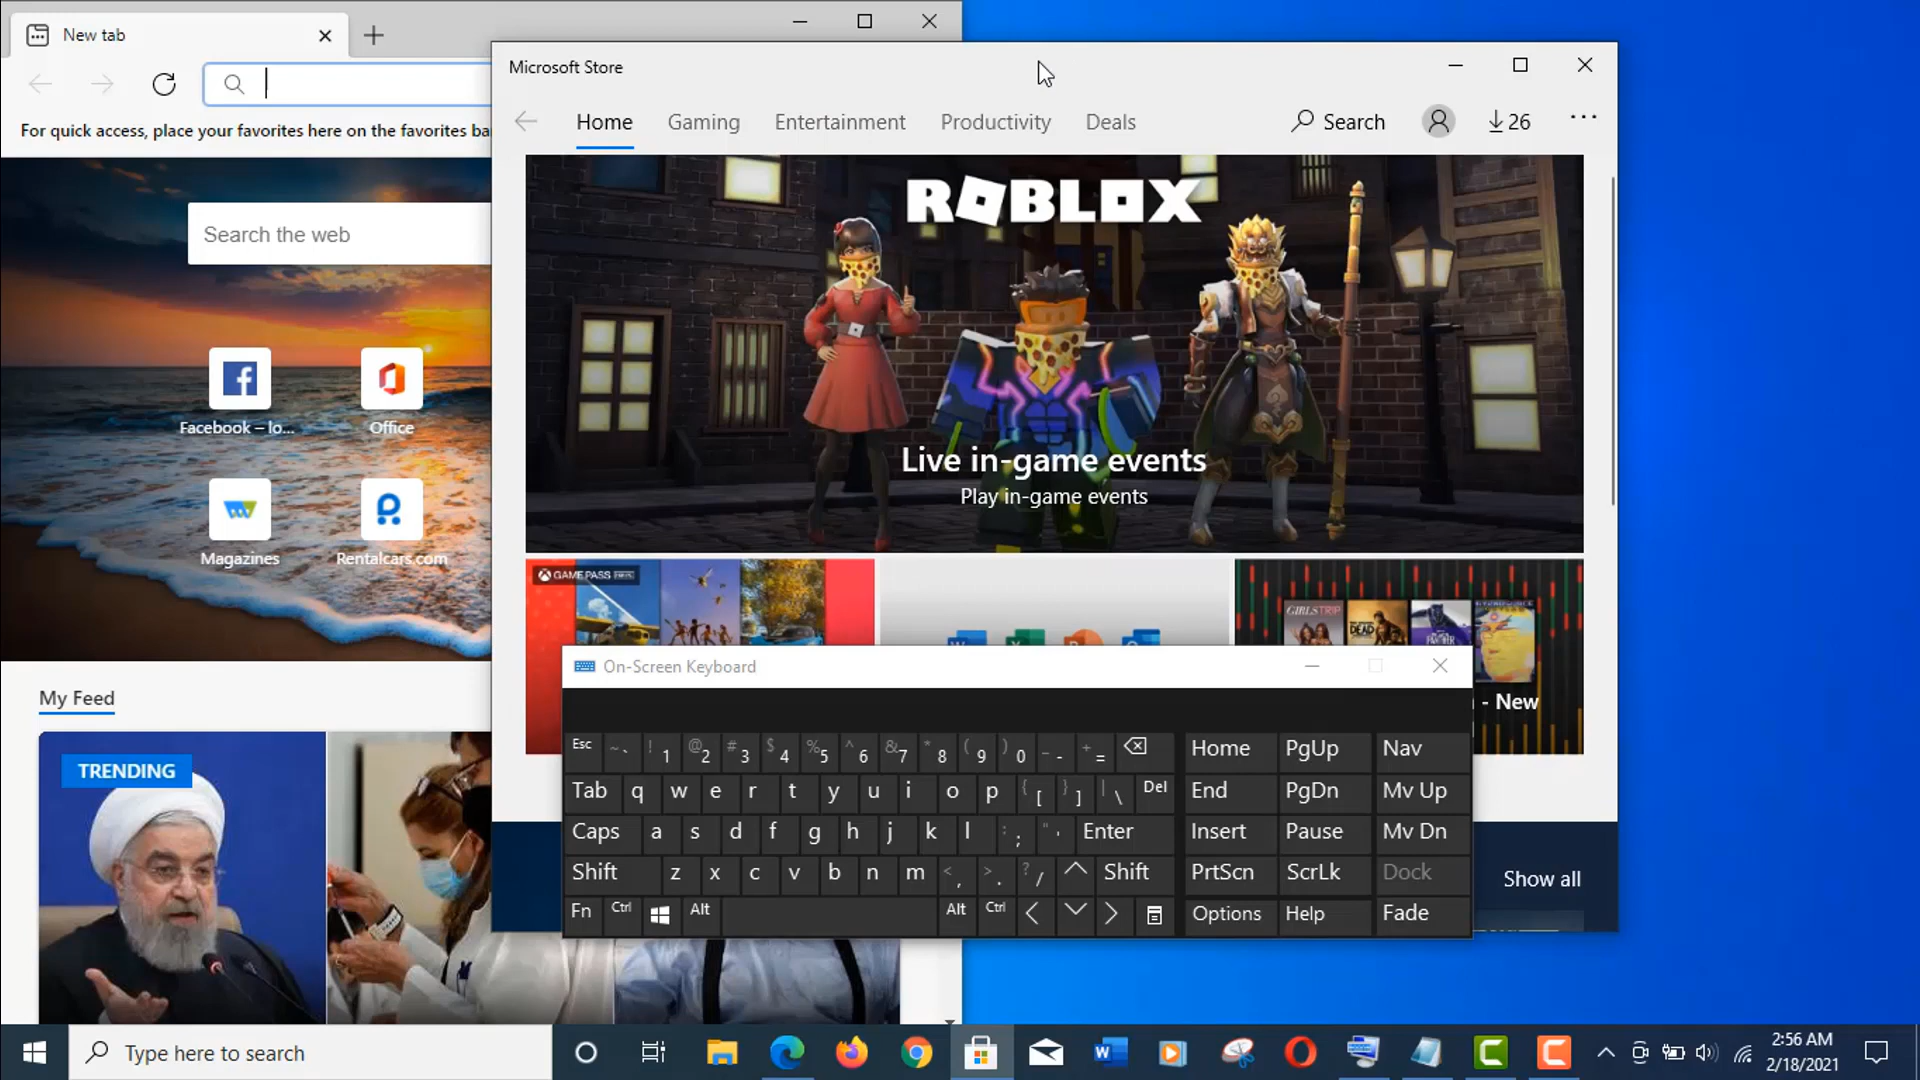 New tab
For quick access, place your favorites here on the favorites ba
Search the web
Facebook – lo...
Office
Magazines
Rentalcars.com
My Feed
TRENDING
Microsoft Store
Home
Gaming
Entertainment
Productivity
Deals
Search
26
ROBLOX
Live in-game events
Play in-game events
GAME PASS
GIRLS TRIP
DEAD
- New
Show all
On-Screen Keyboard
Esc ~ ` ! 1 @ 2 # 3 $ 4 % 5 ^ 6 & 7 * 8 ( 9 ) 0 _ - + = Home PgUp Nav
Tab q w e r t y u i o p { [ } ] | \ Del End PgDn Mv Up
Caps a s d f g h j k l : ; " ' Enter Insert Pause Mv Dn
Shift z x c v b n m < , > . ? / Shift PrtScn ScrLk Dock
Fn Ctrl Alt Alt Ctrl Options Help Fade
Type here to search
2:56 AM
2/18/2021